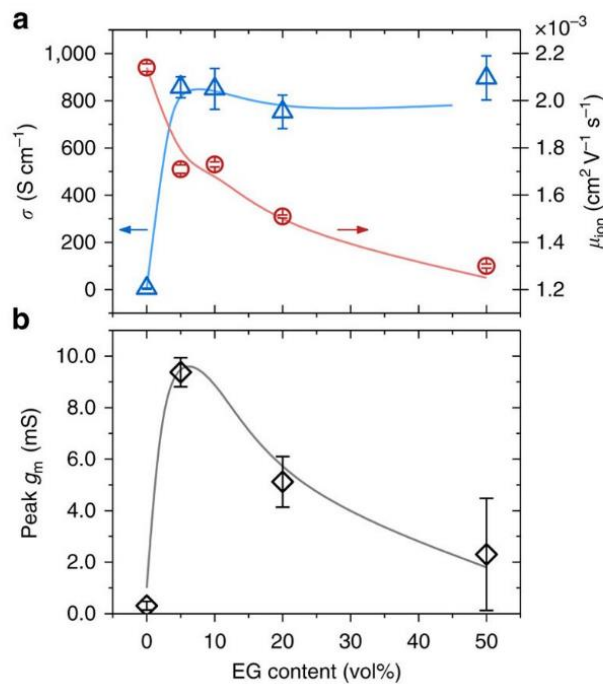 a
×10⁻³
1,000
800
600
400
200
0
σ (S cm⁻¹)
2.2
2.0
1.8
1.6
1.4
1.2
μion (cm² V⁻¹ s⁻¹)
b
10.0
8.0
6.0
4.0
2.0
0.0
Peak gm (mS)
0 10 20 30 40 50
EG content (vol%)